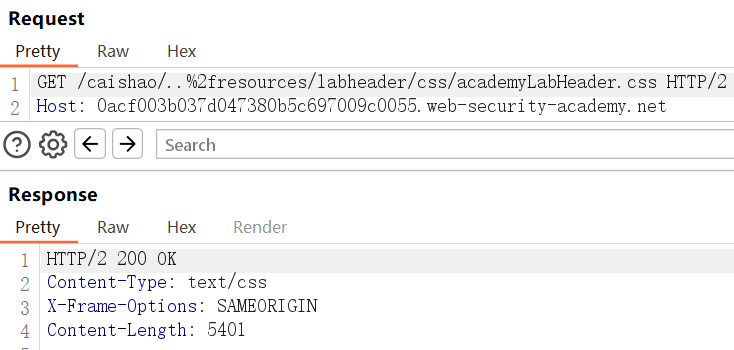 Request
Pretty Raw Hex
1 GET /caishao/..%2fresources/labheader/css/academyLabHeader.css HTTP/2
2 Host: 0acf003b037d047380b5c697009c0055.web-security-academy.net
Search
Response
Pretty Raw Hex Render
1 HTTP/2 200 OK
2 Content-Type: text/css
3 X-Frame-Options: SAMEORIGIN
4 Content-Length: 5401